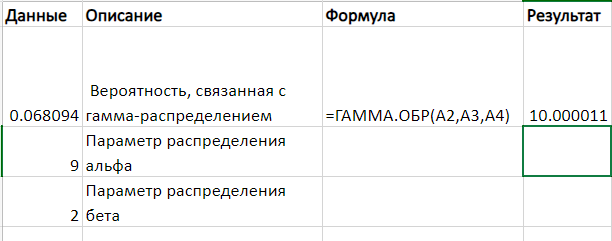 Данные Описание Формула Результат
Вероятность, связанная с
0.068094 гамма-распределением =ГАММА.ОБР(A2,A3,A4) 10.000011
Параметр распределения
9 альфа
Параметр распределения
2 бета